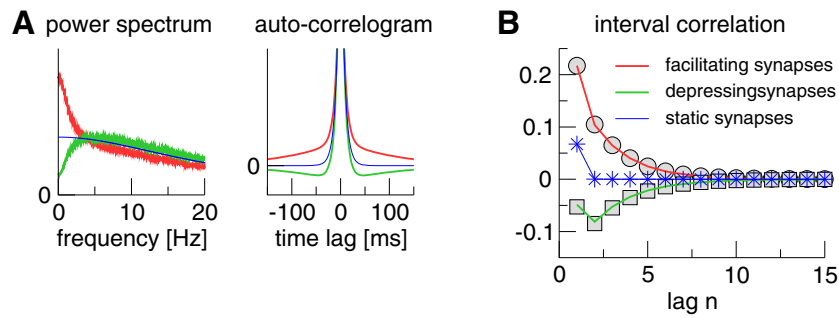 A power spectrum
auto-correlogram
B interval correlation
0
0 10 20
frequency [Hz]
0
-100 0 100
time lag [ms]
0.2
0.1
0
-0.1
facilitating synapses
depressingsynapses
static synapses
0 5 10 15
lag n